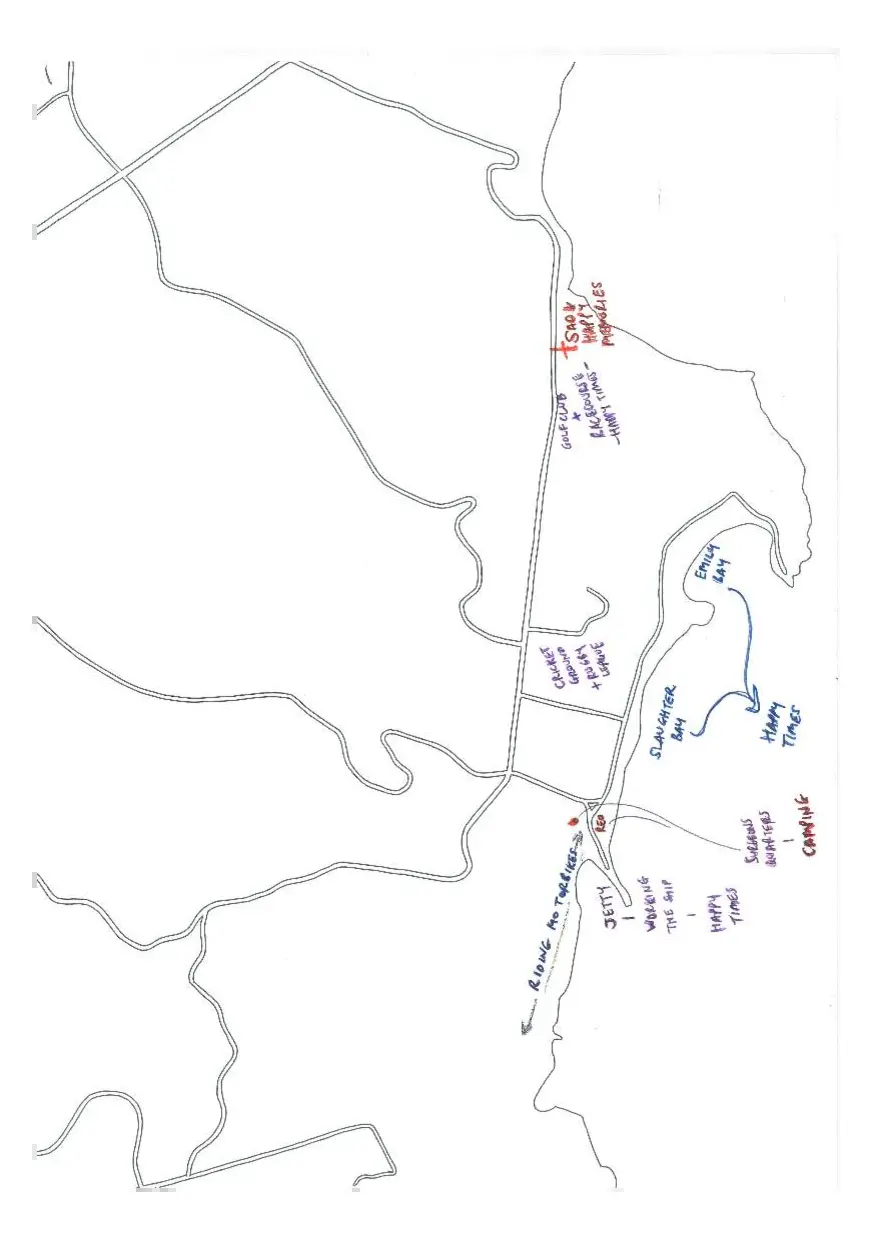 SAD &
HAPPY
MEMORIES
GOLF CLUB
+
RACECOURSE
-HAPPY TIMES-
EMILY
BAY
CRICKET
GROUND
+ RUGBY
LEAGUE
SLAUGHTER
BAY
HAPPY
TIMES
REO
SURGEONS
QUARTERS
-
CAMPING
RIDING MOTORBIKES
JETTY
-
WORKING
THE SHIP
-
HAPPY
TIMES